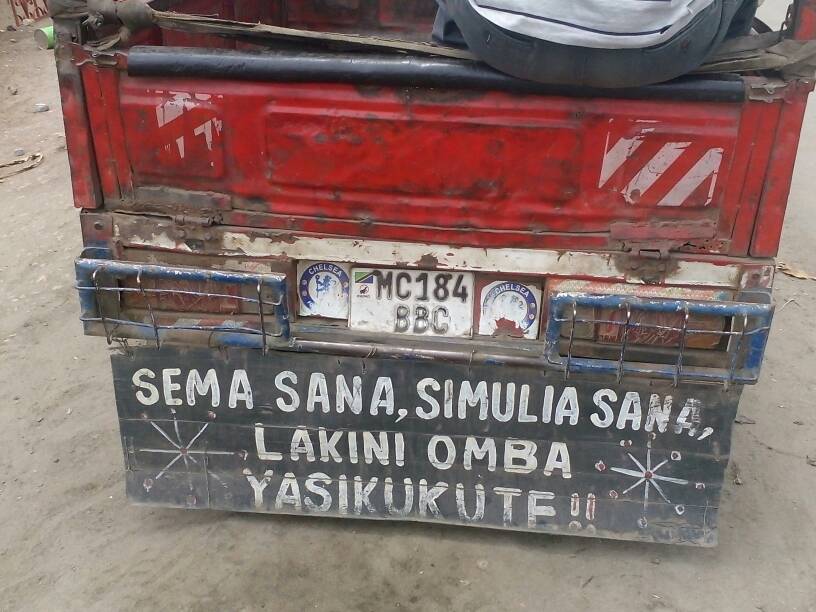 CHELSEA
MC184
BBC
CHELSEA
SEMA SANA, SIMULIA SANA,
LAKINI OMBA
YASIKUKUTE!!